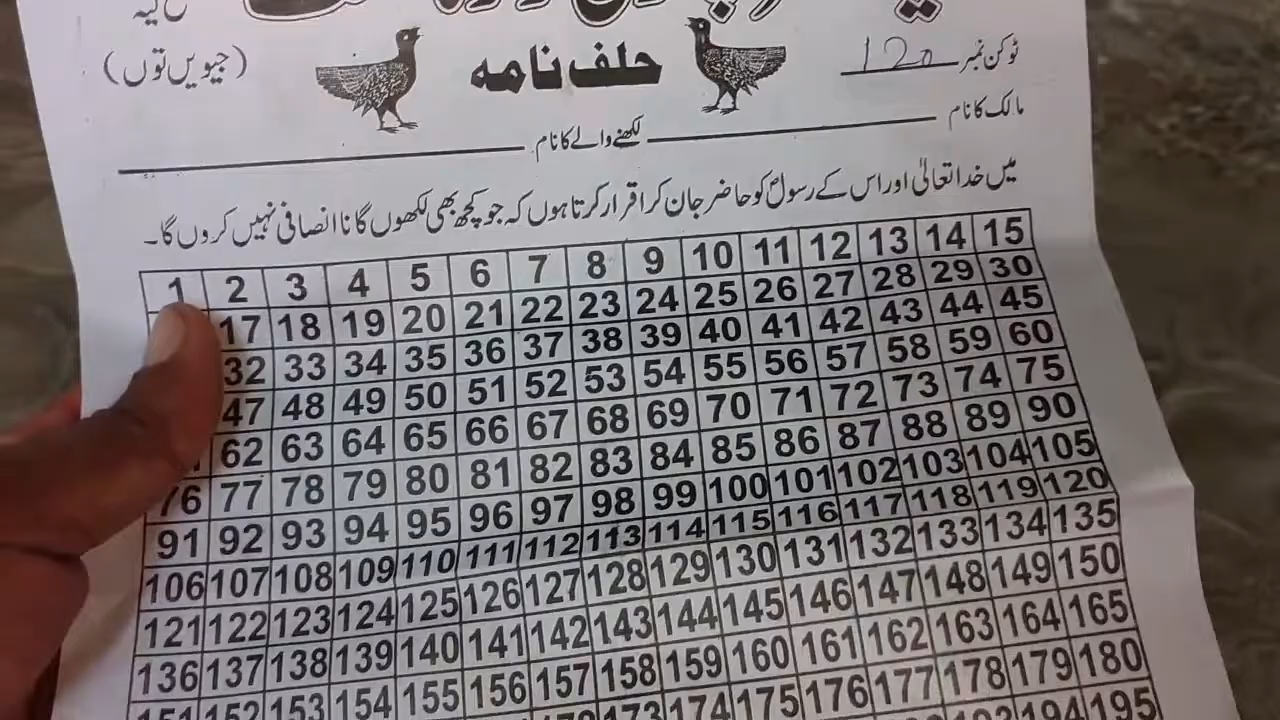 (جیویں توں)
حلف نامہ
ٹوکن نمبر 120
مالک کا نام
لکھنے والے کا نام
میں خدا تعالیٰ اور اس کے رسولؐ کو حاضر جان کر اقرار کرتا ہوں کہ جو کچھ بھی لکھوں گا نا انصافی نہیں کروں گا۔
1 2 3 4 5 6 7 8 9 10 11 12 13 14 15
17 18 19 20 21 22 23 24 25 26 27 28 29 30
32 33 34 35 36 37 38 39 40 41 42 43 44 45
47 48 49 50 51 52 53 54 55 56 57 58 59 60
62 63 64 65 66 67 68 69 70 71 72 73 74 75
76 77 78 79 80 81 82 83 84 85 86 87 88 89 90
91 92 93 94 95 96 97 98 99 100 101 102 103 104 105
106 107 108 109 110 111 112 113 114 115 116 117 118 119 120
121 122 123 124 125 126 127 128 129 130 131 132 133 134 135
136 137 138 139 140 141 142 143 144 145 146 147 148 149 150
151 152 153 154 155 156 157 158 159 160 161 162 163 164 165
173 174 175 176 177 178 179 180
193 194 195